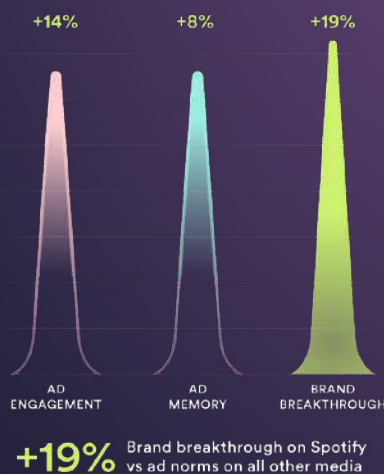 +14%
+8%
+19%
AD
ENGAGEMENT
AD
MEMORY
BRAND
BREAKTHROUGH
+19%
Brand breakthrough on Spotify
vs ad norms on all other media